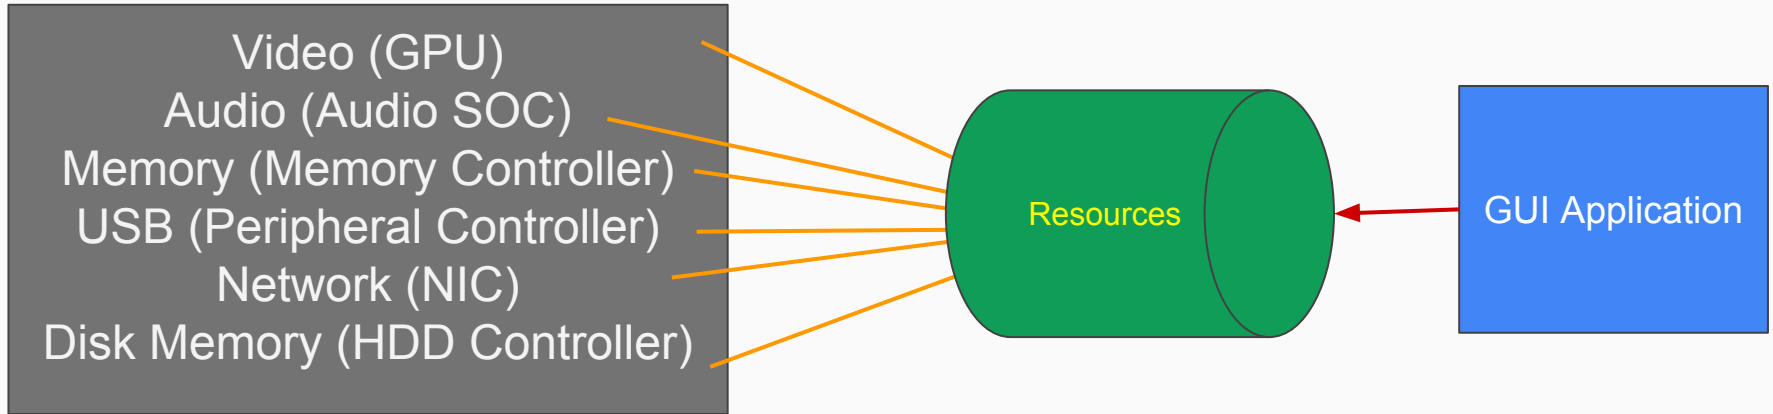 Video (GPU)
Audio (Audio SOC)
Memory (Memory Controller)
USB (Peripheral Controller)
Network (NIC)
Disk Memory (HDD Controller)
Resources
GUI Application